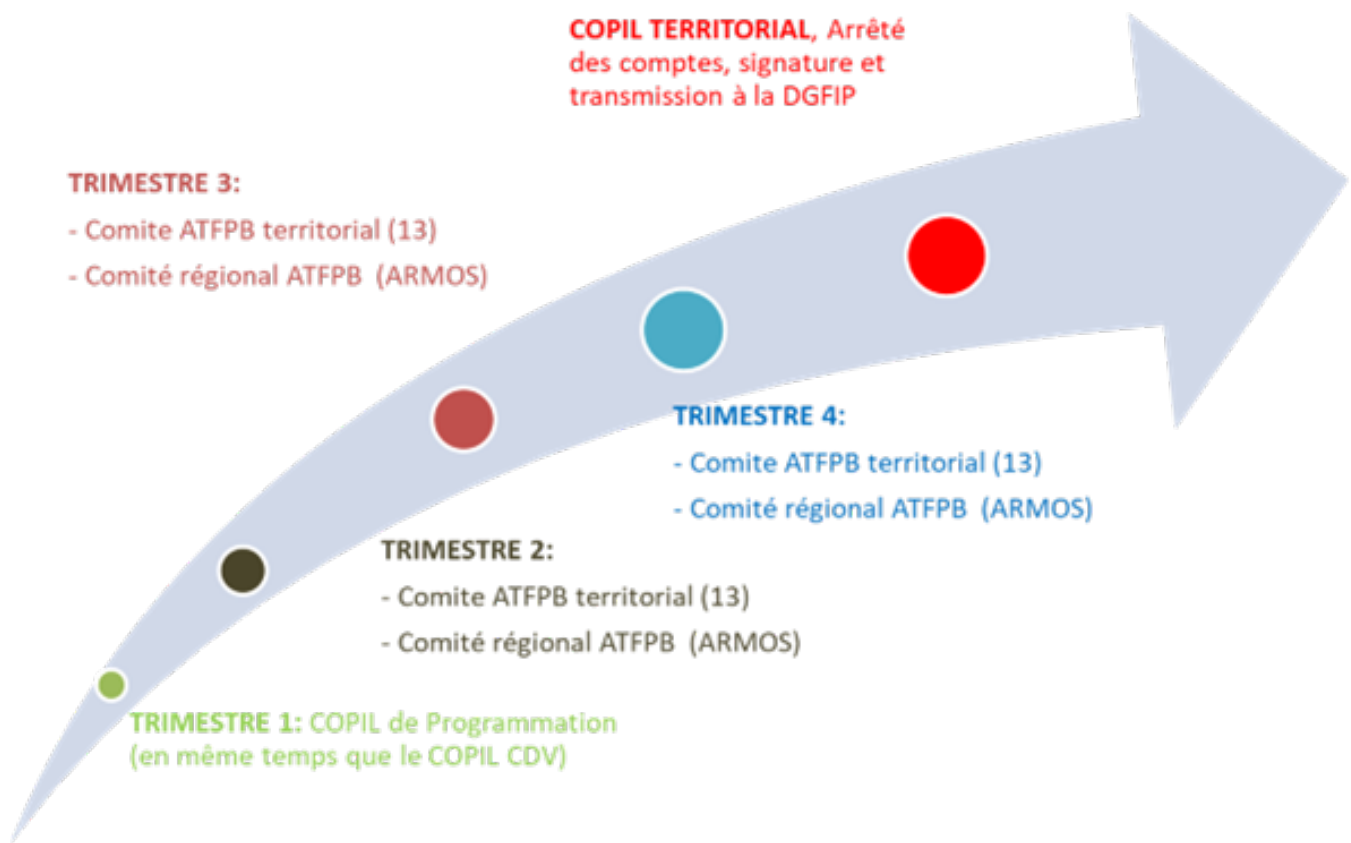 COPIL TERRITORIAL, Arrêté
des comptes, signature et
transmission à la DGFIP
TRIMESTRE 3:
- Comite ATFPB territorial (13)
- Comité régional ATFPB (ARMOS)
TRIMESTRE 4:
- Comite ATFPB territorial (13)
- Comité régional ATFPB (ARMOS)
TRIMESTRE 2:
- Comite ATFPB territorial (13)
- Comité régional ATFPB (ARMOS)
TRIMESTRE 1: COPIL de Programmation
(en même temps que le COPIL CDV)